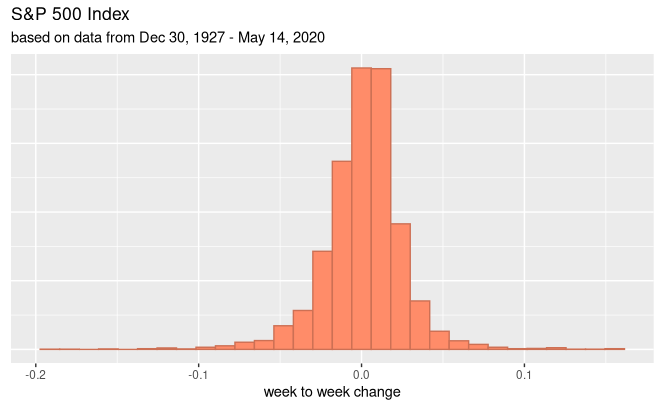 S&P 500 Index
based on data from Dec 30, 1927 - May 14, 2020
-0.2 -0.1 0.0 0.1
week to week change